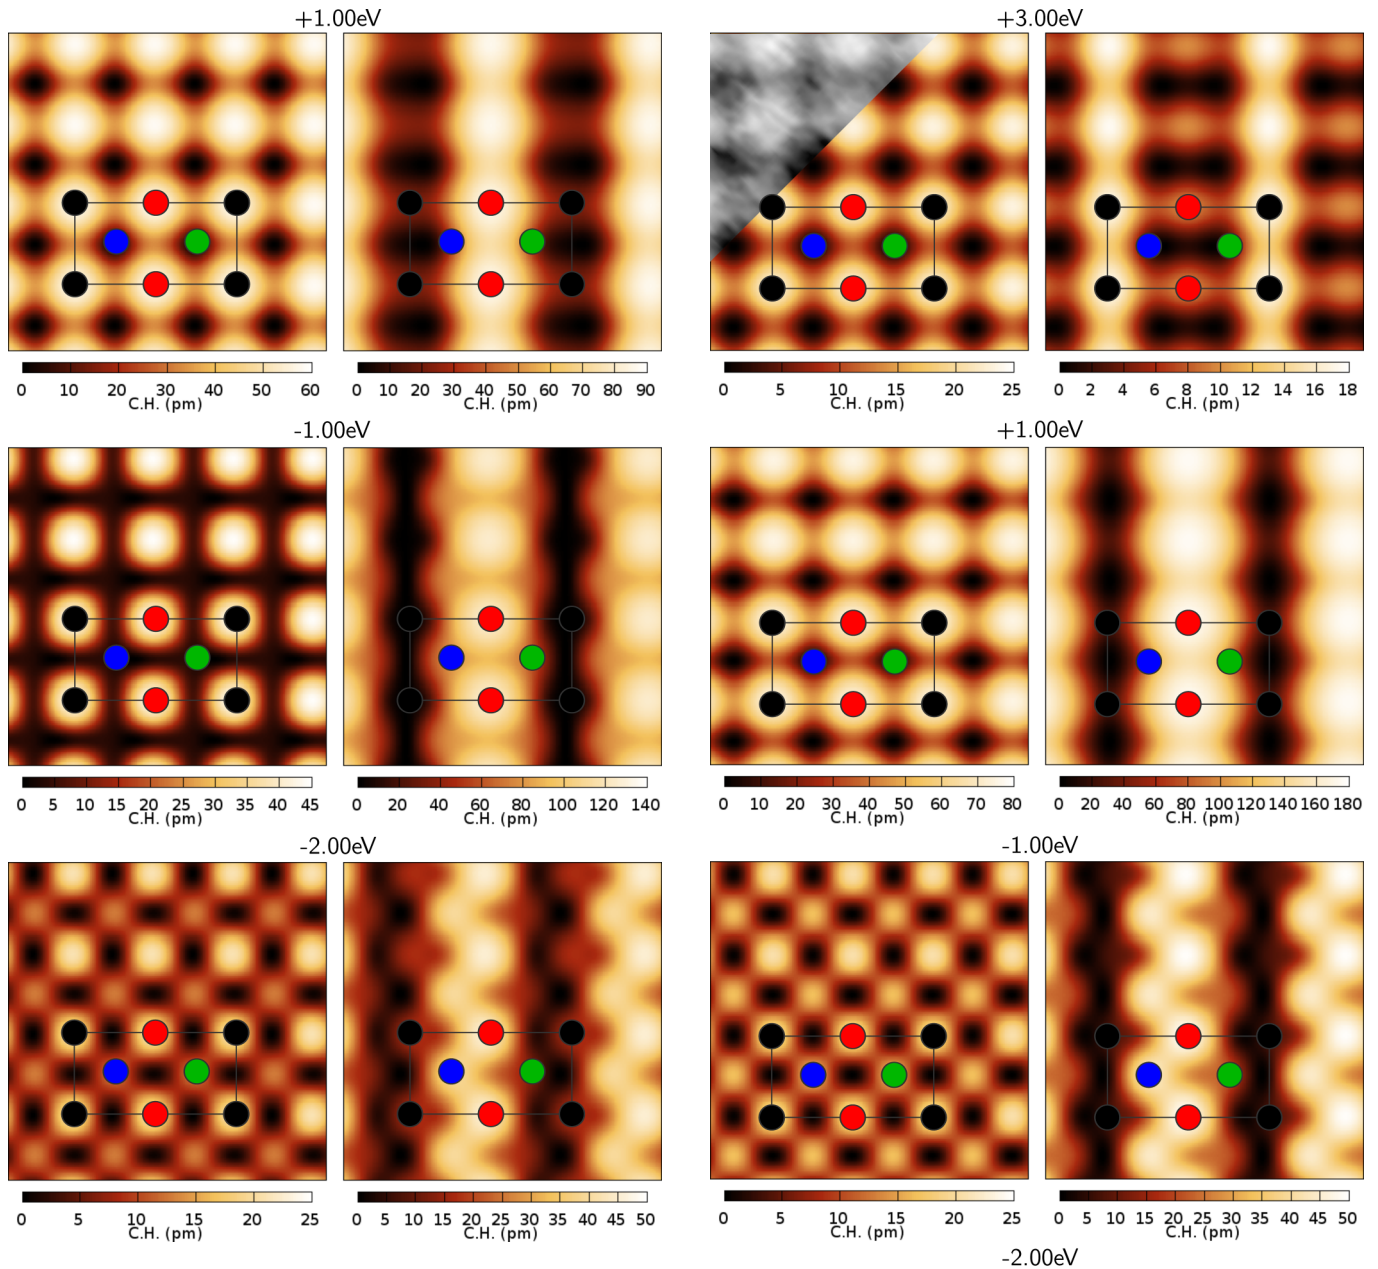 +1.00eV +3.00eV
0 10 20 30 40 50 60 0 10 20 30 40 50 60 70 80 90 0 5 10 15 20 25 0 2 4 6 8 10 12 14 16 18
C.H. (pm) C.H. (pm) C.H. (pm) C.H. (pm)
-1.00eV +1.00eV
0 5 10 15 20 25 30 35 40 45 0 20 40 60 80 100 120 140 0 10 20 30 40 50 60 70 80 0 20 40 60 80 100 120 140 160 180
C.H. (pm) C.H. (pm) C.H. (pm) C.H. (pm)
-2.00eV -1.00eV
0 5 10 15 20 25 0 5 10 15 20 25 30 35 40 45 50 0 5 10 15 20 25 0 5 10 15 20 25 30 35 40 45 50
C.H. (pm) C.H. (pm) C.H. (pm) C.H. (pm)
-2.00eV